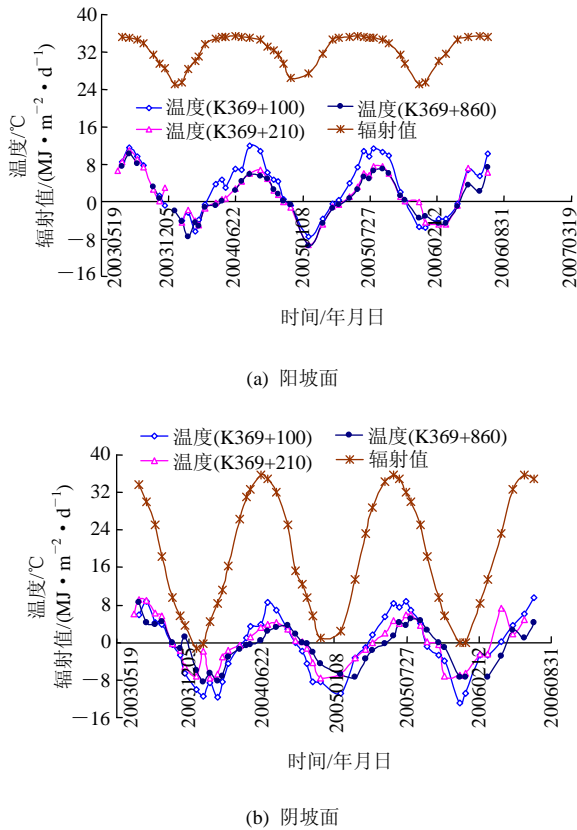 40
32
24
16
8
0
－8
－16
温度/℃
辐射值/(MJ·m⁻²·d⁻¹)
温度(K369+100)
温度(K369+860)
温度(K369+210)
辐射值
20030519
20031205
20040622
20050108
20050727
20060212
20060831
20070319
时间/年月日
(a) 阳坡面
温度(K369+100)
温度(K369+860)
温度(K369+210)
辐射值
40
32
24
16
8
0
－8
－16
温度/℃
辐射值/(MJ·m⁻²·d⁻¹)
20030519
20031205
20040622
20050108
20050727
20060212
20060831
时间/年月日
(b) 阴坡面